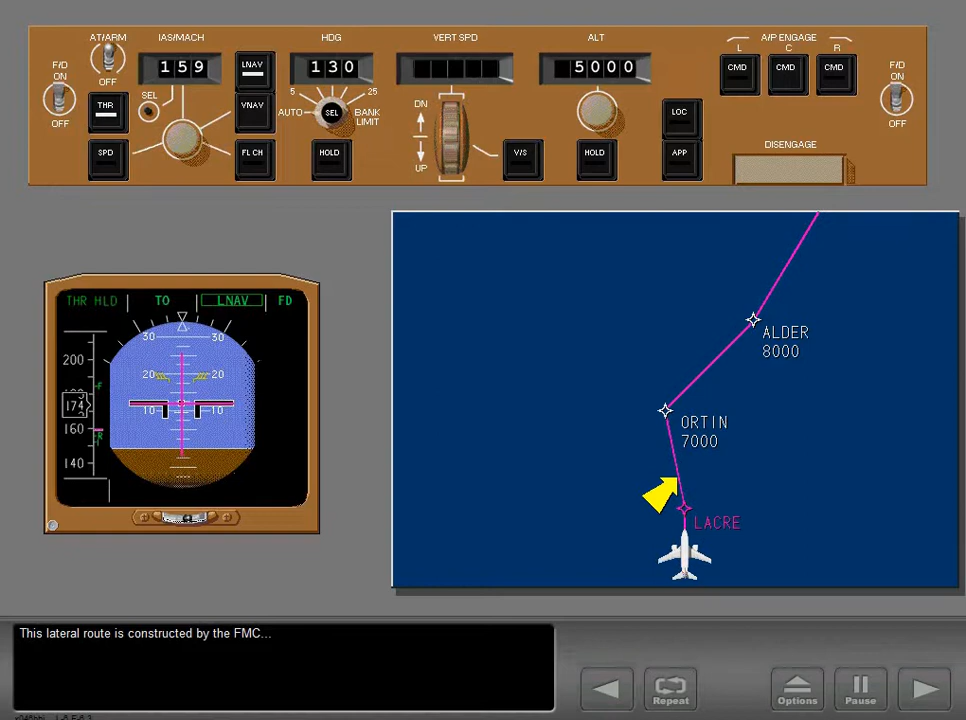 AT/ARM IAS/MACH HDG VERT SPD ALT A/P ENGAGE
L C R
F/D ON F/D ON
OFF
159 LNAV 130 5000 CMD CMD CMD
SEL 5 25
THR VNAV AUTO SEL BANK LIMIT DN LOC
OFF OFF
SPD FL CH HOLD UP V/S HOLD APP DISENGAGE
THR HLD TO LNAV FD
30 30
200
20 20
F
174 10 10
160
R
140
ALDER
8000
ORTIN
7000
LACRE
This lateral route is constructed by the FMC...
Repeat Options Pause